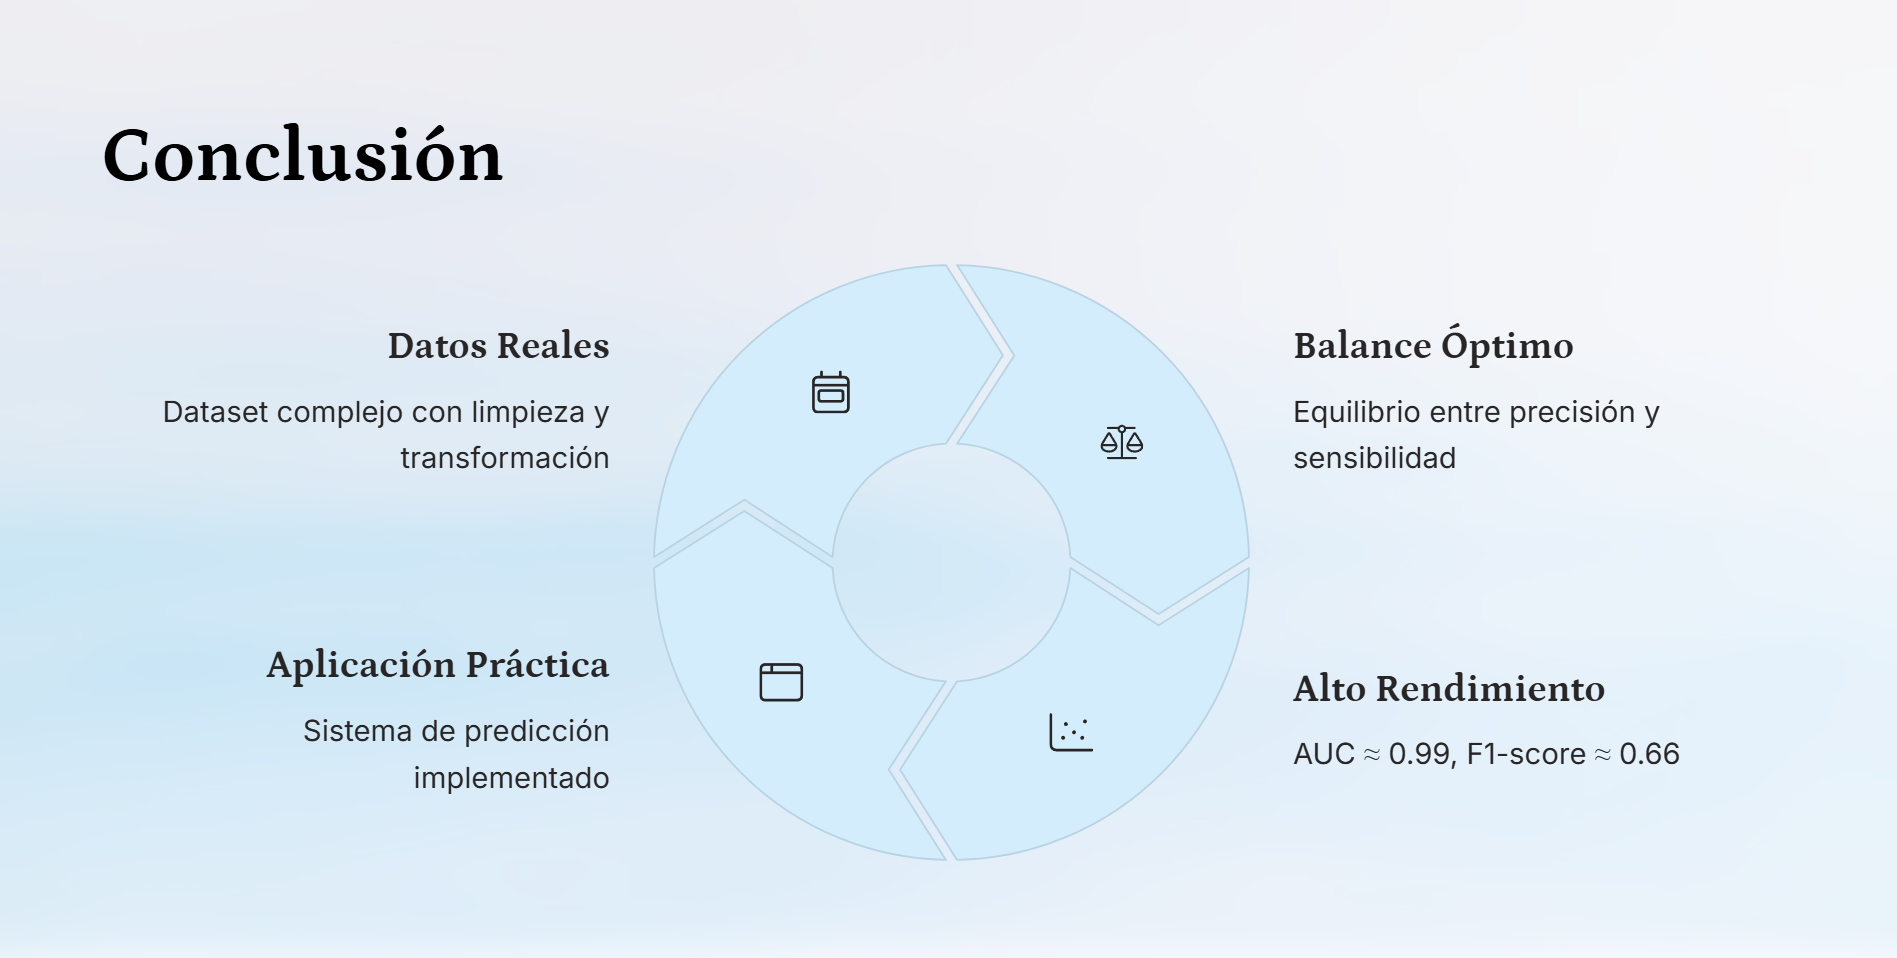 Conclusión
Datos Reales
Dataset complejo con limpieza y
transformación
Balance Óptimo
Equilibrio entre precisión y
sensibilidad
Aplicación Práctica
Sistema de predicción
implementado
Alto Rendimiento
AUC ≈ 0.99, F1-score ≈ 0.66